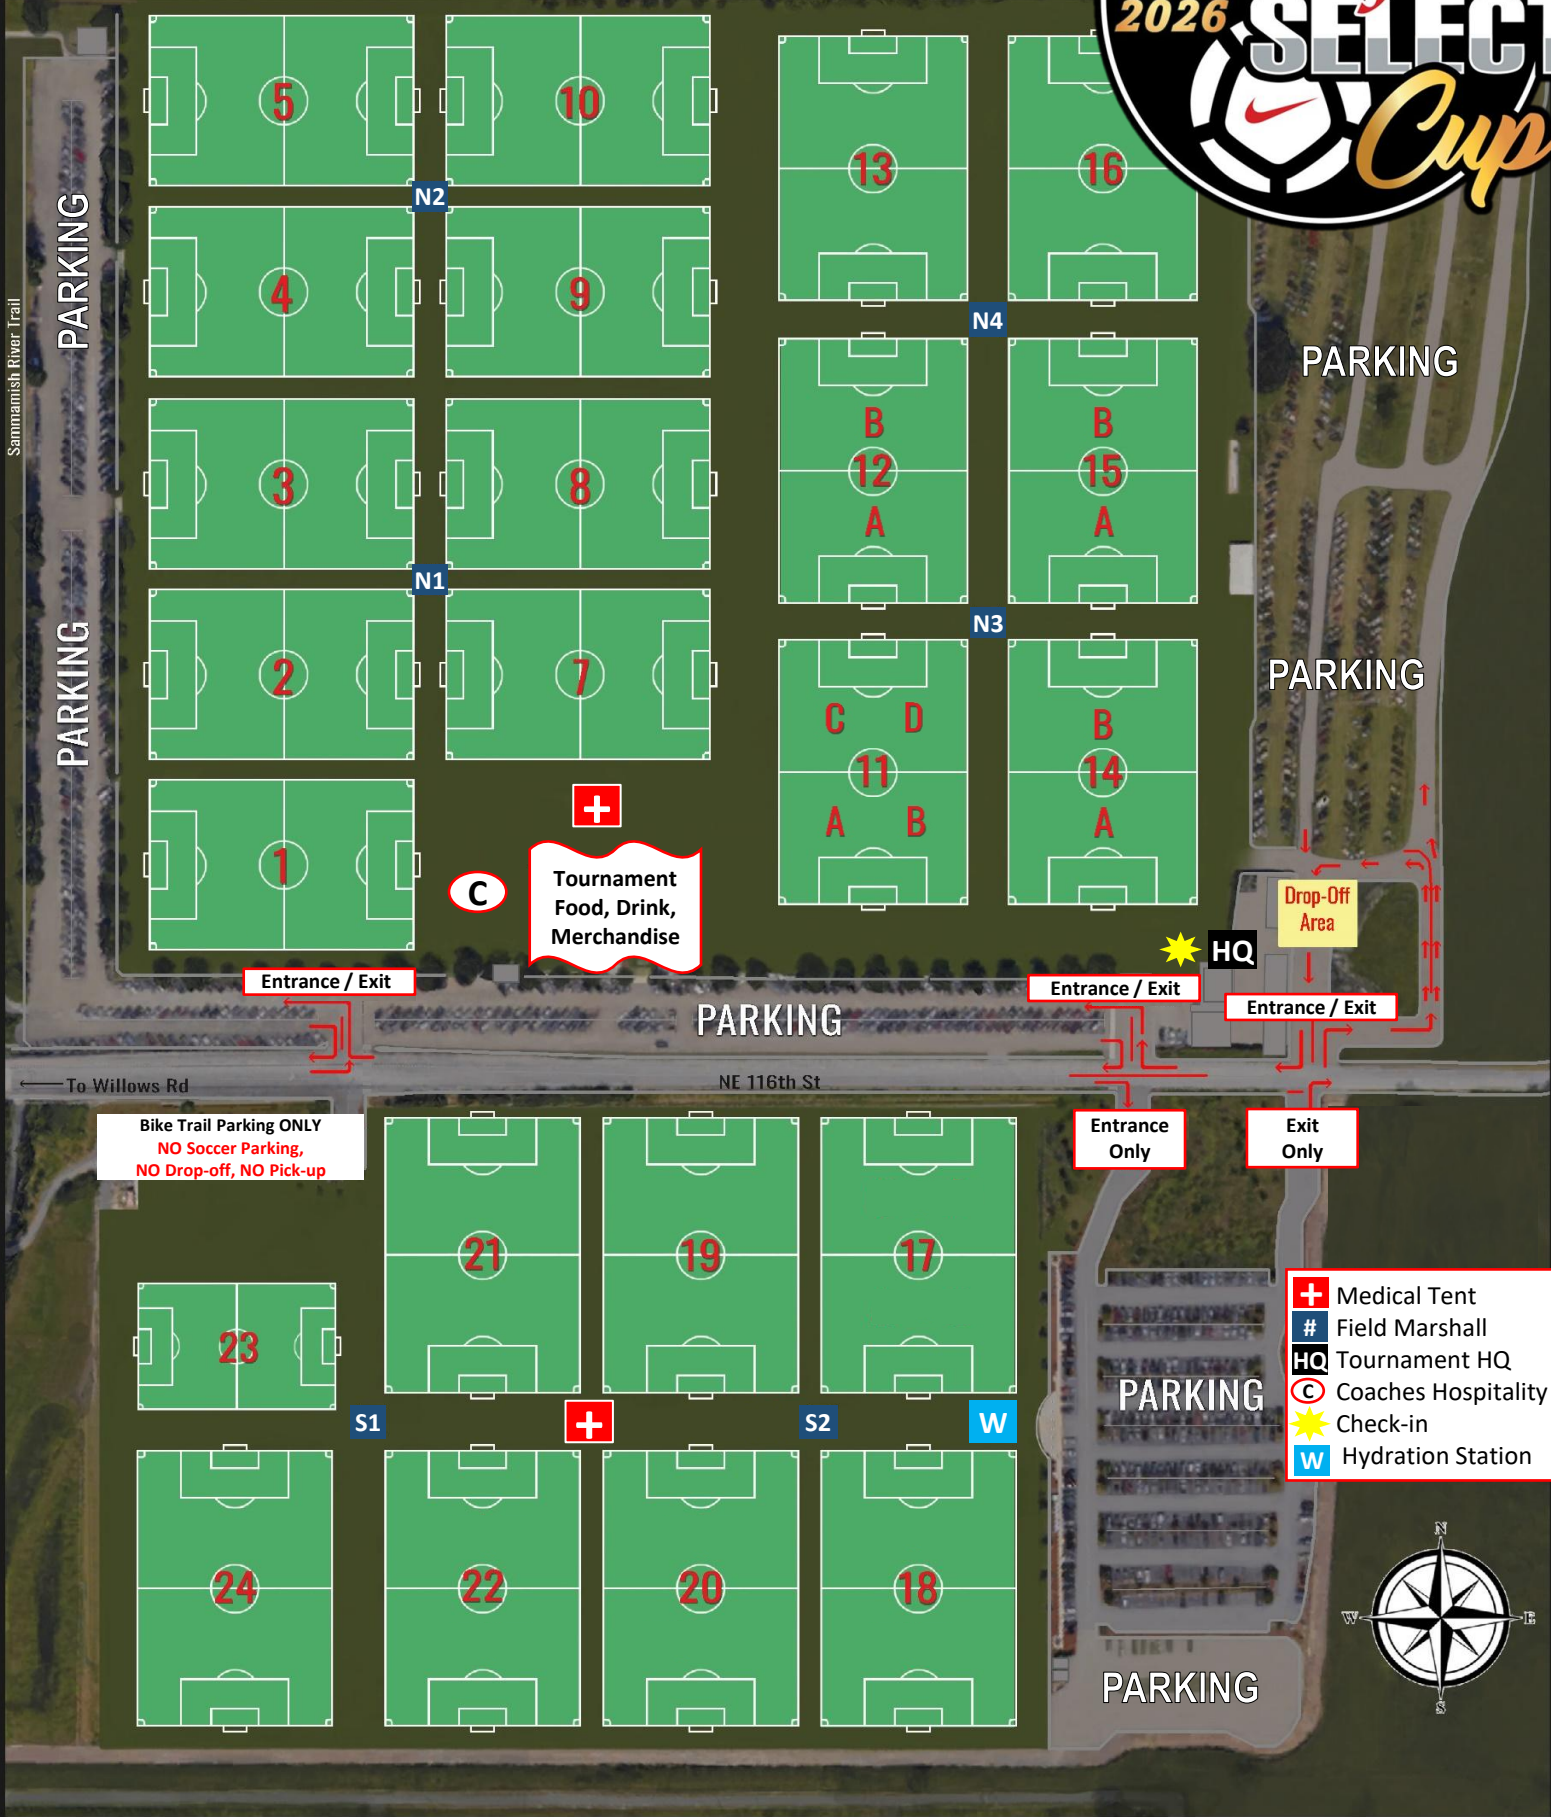 2026
SELECT
Cup
5
10
13
16
N2
4
9
N4
PARKING
Sammamish River Trail
PARKING
B
12
A
B
15
A
3
8
N1
N3
2
7
PARKING
PARKING
C D
11
A B
B
14
A
1
C
Tournament
Food, Drink,
Merchandise
Drop-Off
Area
HQ
Entrance / Exit
Entrance / Exit
Entrance / Exit
PARKING
To Willows Rd
NE 116th St
Bike Trail Parking ONLY
NO Soccer Parking,
NO Drop-off, NO Pick-up
Entrance
Only
Exit
Only
21
19
17
23
S1
S2
W
PARKING
Medical Tent
# Field Marshall
HQ Tournament HQ
C Coaches Hospitality
Check-in
W Hydration Station
24
22
20
18
PARKING
N
W
E
S